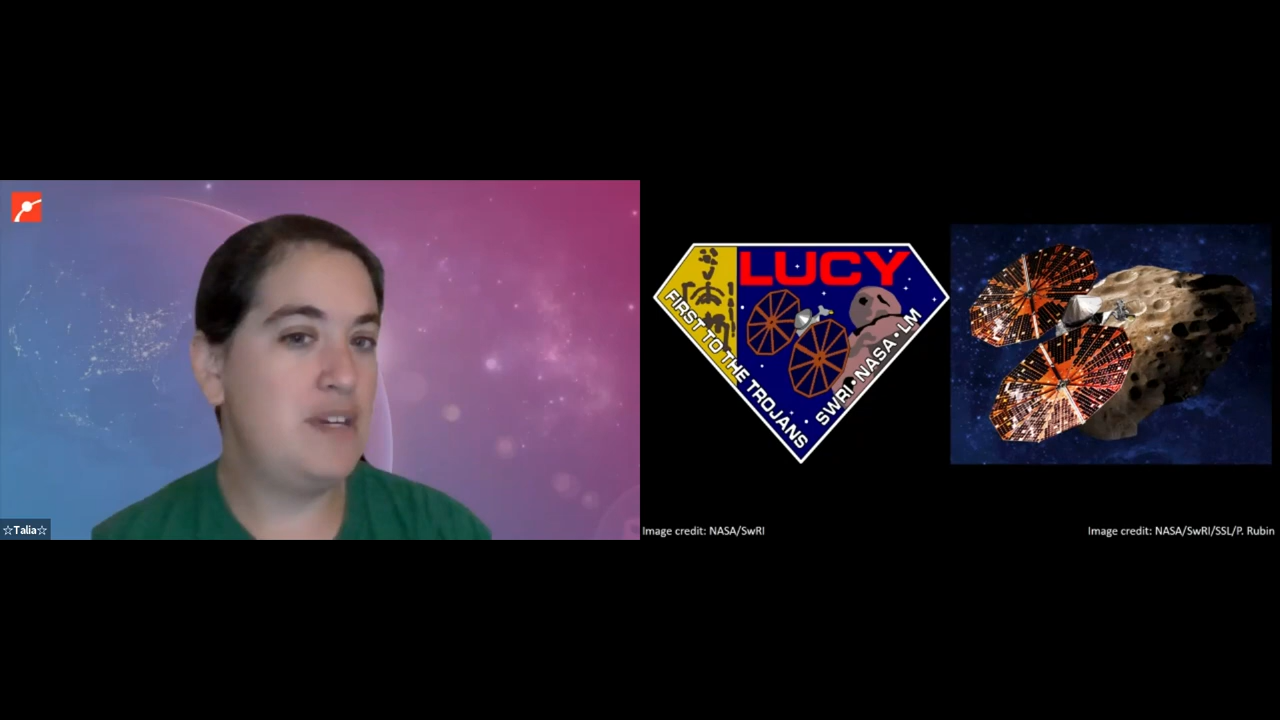 ☆Talia☆
LUCY
FIRST TO THE TROJANS
SWRI•NASA•LM
Image credit: NASA/SwRI
Image credit: NASA/SwRI/SSL/P. Rubin